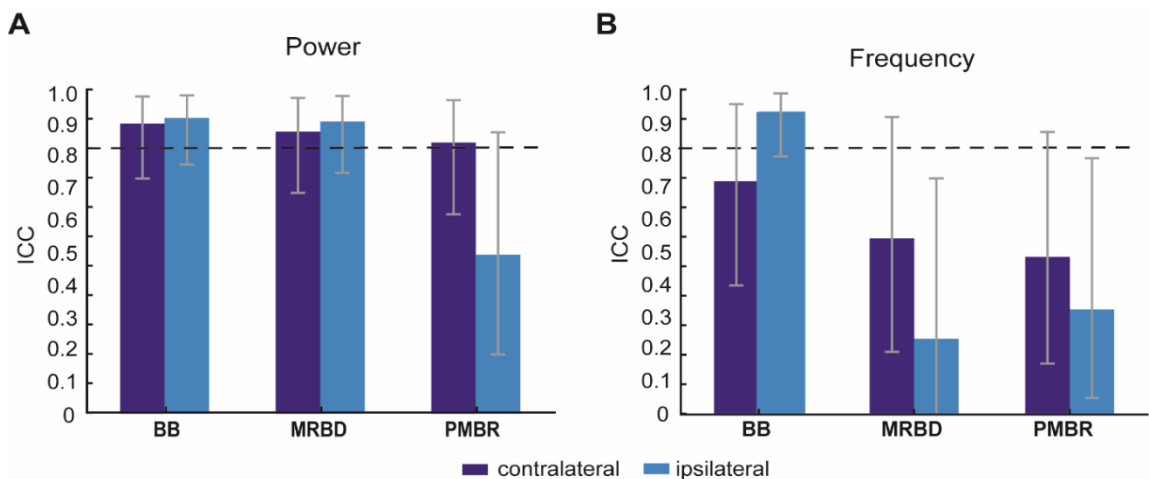 A
Power
ICC
1.0
0.9
0.8
0.7
0.6
0.5
0.4
0.3
0.2
0.1
0
BB MRBD PMBR
B
Frequency
ICC
1.0
0.9
0.8
0.7
0.6
0.5
0.4
0.3
0.2
0.1
0
BB MRBD PMBR
contralateral ipsilateral